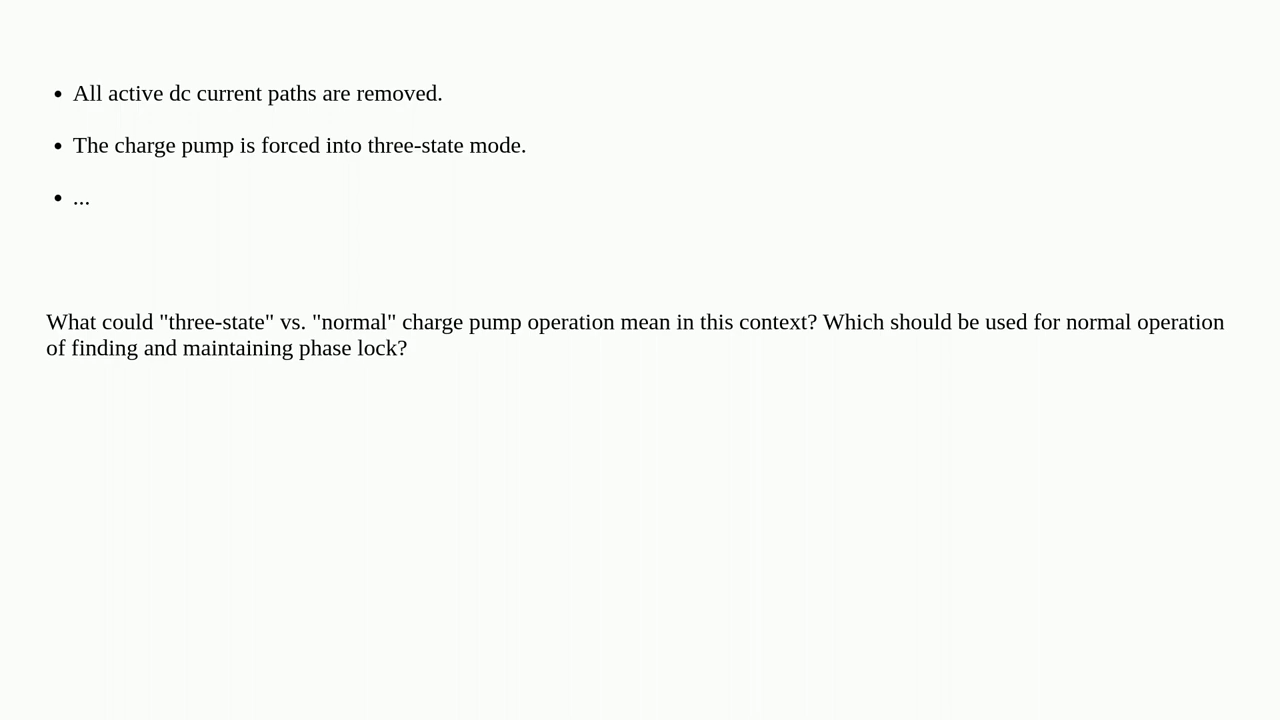 • All active dc current paths are removed.
• The charge pump is forced into three-state mode.
• ...
What could "three-state" vs. "normal" charge pump operation mean in this context? Which should be used for normal operation
of finding and maintaining phase lock?